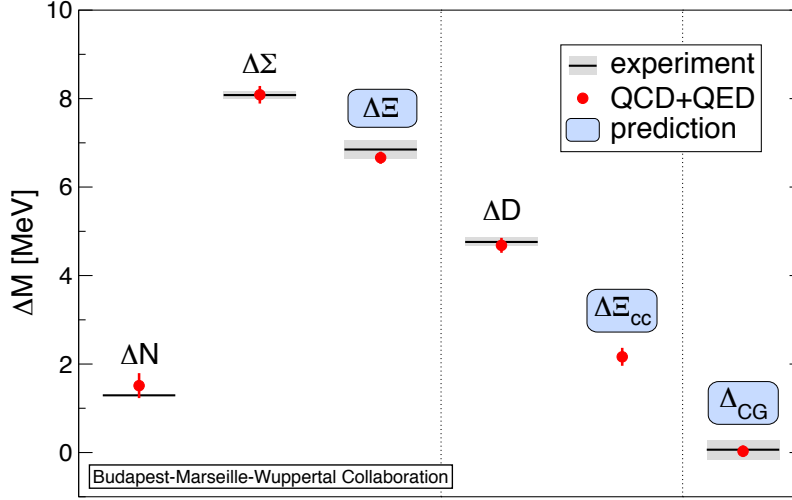 10
8
6
4
2
0
ΔM [MeV]
ΔN
ΔΣ
ΔΞ
ΔD
ΔΞcc
ΔCG
experiment
QCD+QED
prediction
Budapest-Marseille-Wuppertal Collaboration